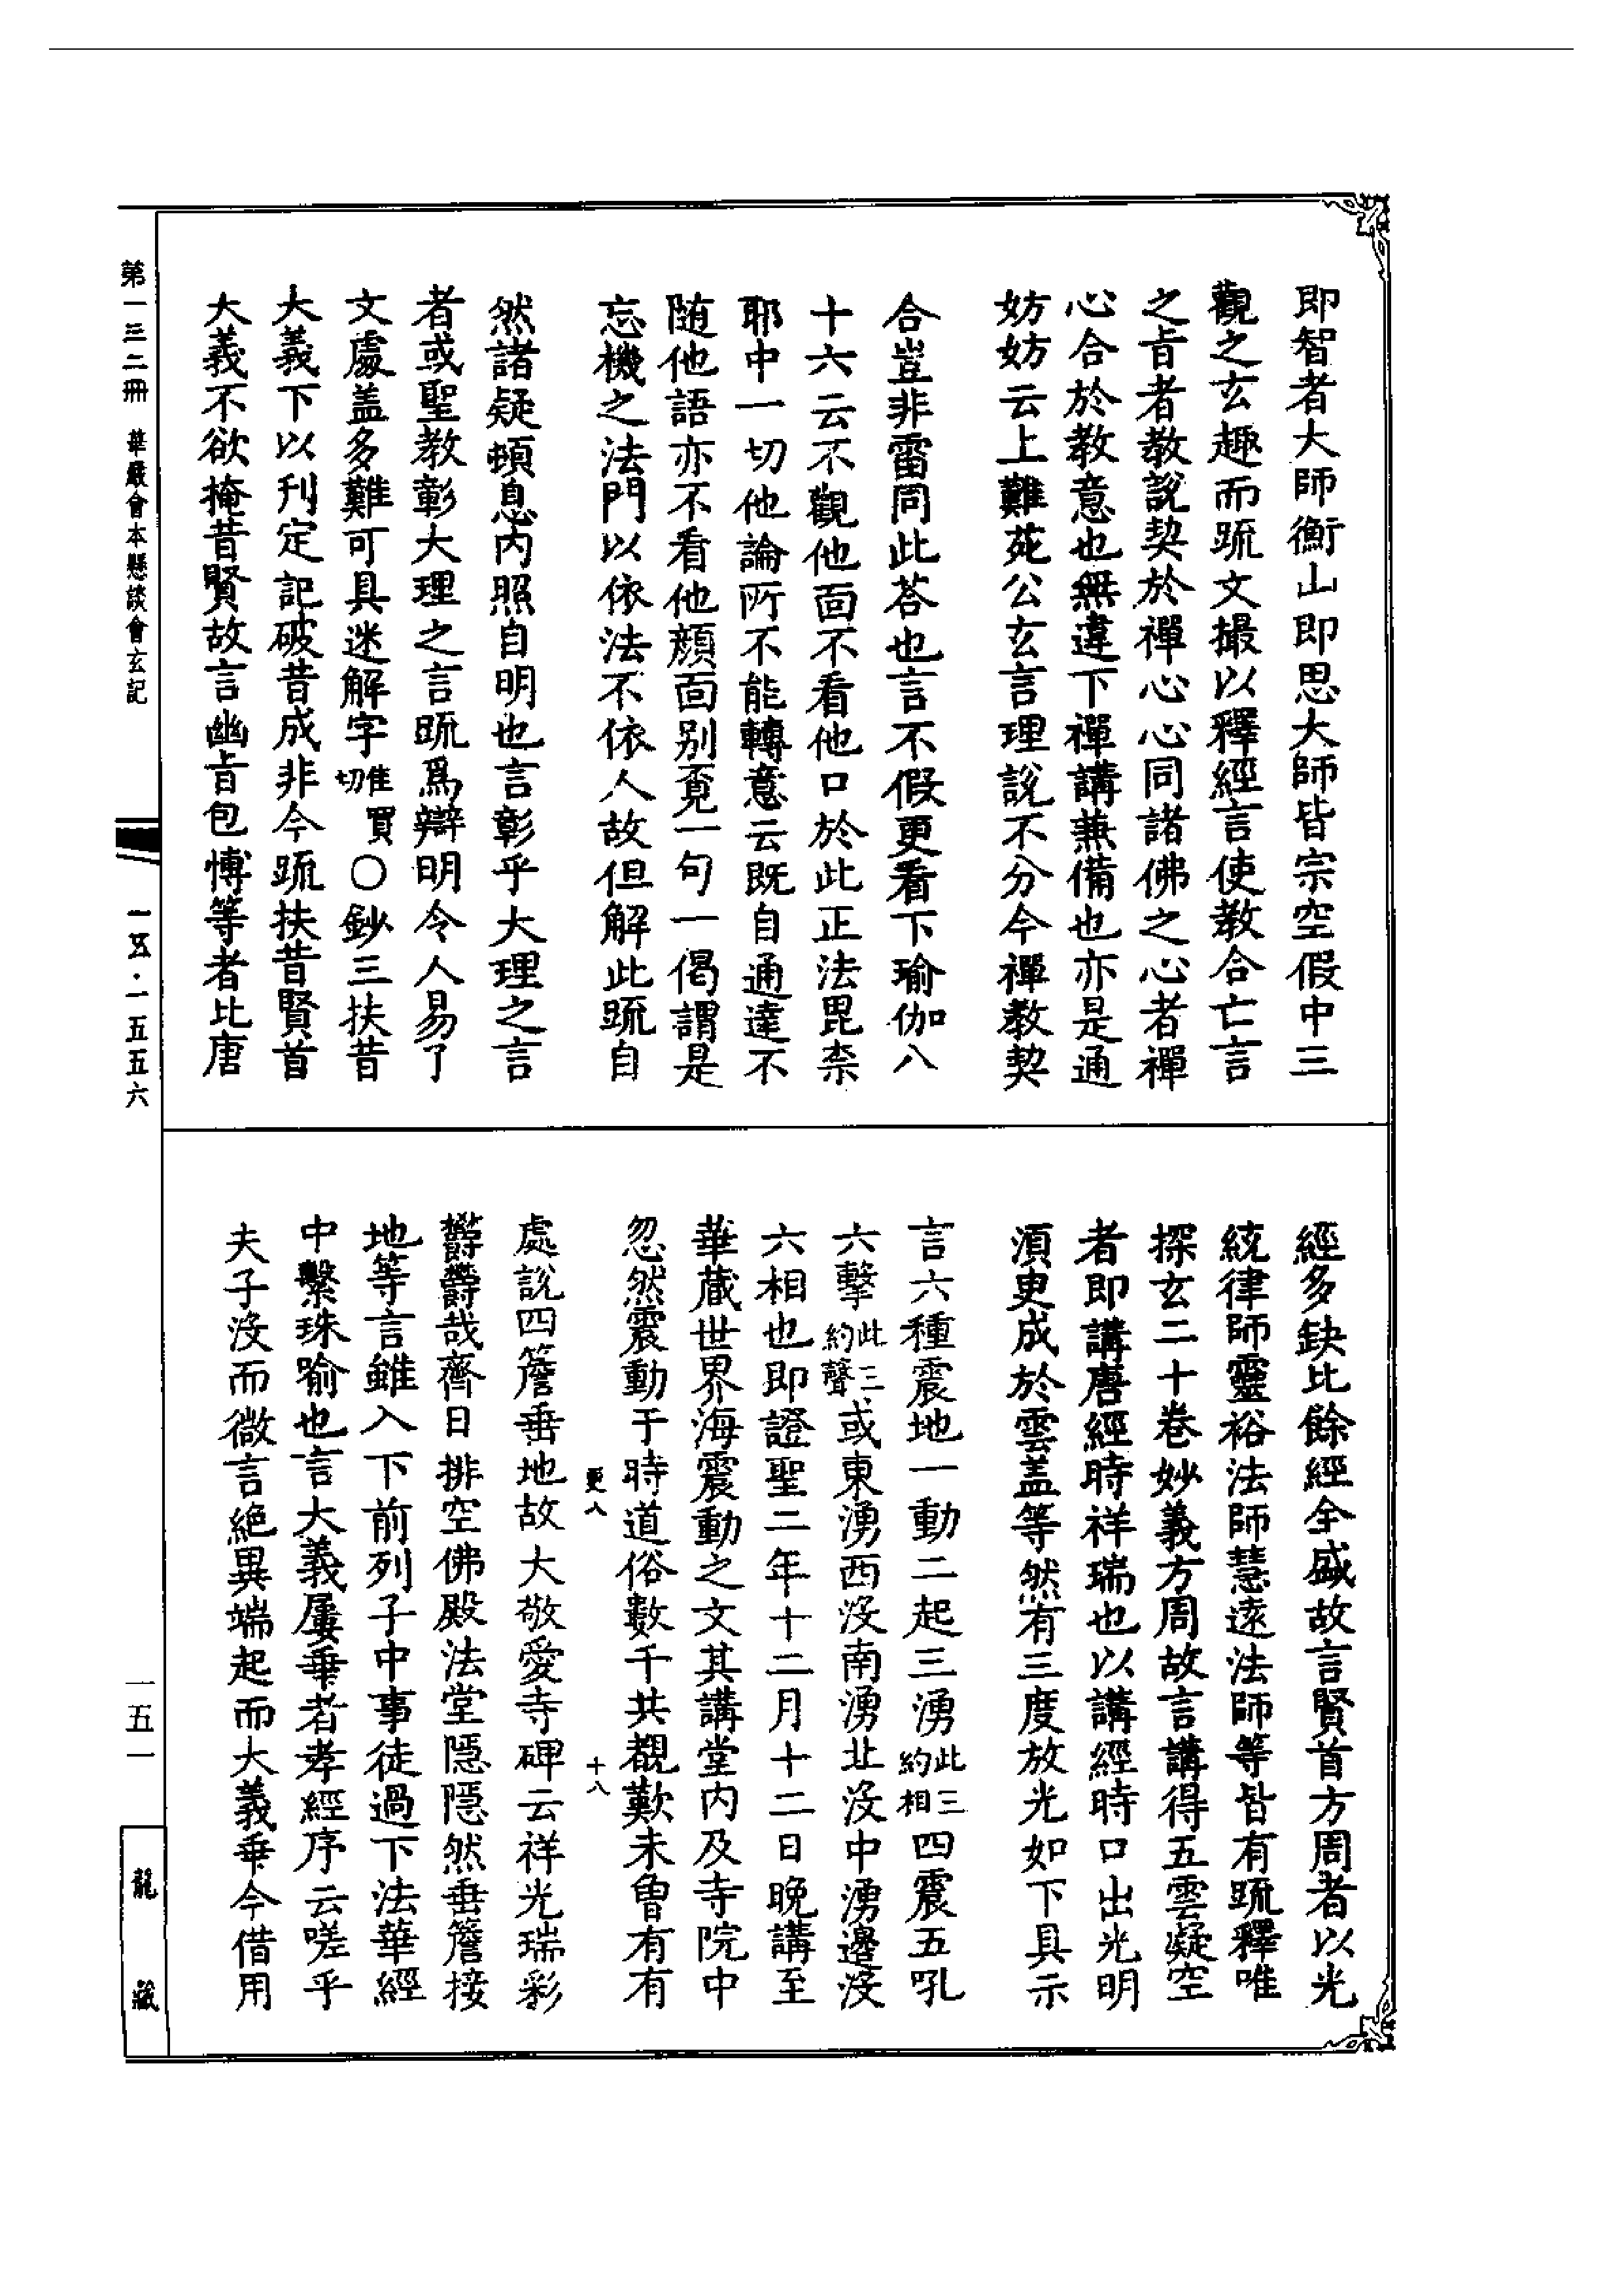 即智者大師衡山即思大師皆宗空假中三
觀之玄趣而䟽文撮以釋經言使教合亡言
之㫖者教說契於禪心心同諸佛之心者禪
心合於教意也無違下禪講兼備也亦是通
妨妨云上難苑公玄言理說不分今禪教契
合豈非雷同此荅也言不假更看下瑜伽八
十六云不觀他面不看他口於此正法毘柰
耶中一切他論所不能轉意云既自通達不
随他語亦不看他顏面别覔一句一偈謂是
忘機之法門以依法不依人故但解此䟽自
然諸疑頓息内照自明也言彰乎大理之言
者或聖教彰大理之言䟽爲辯明令人易了
文處盖多難可具迷解字隹買切〇鈔三扶昔
大義下以刋定記破昔成非今䟽扶昔賢首
大義不欲掩昔賢故言幽㫖包博等者比唐
經多缺比餘經全盛故言賢首方周者以光
統律師靈裕法師慧遠法師等皆有䟽釋唯
探玄二十卷妙義方周故言講得五雲凝空
者即講唐經時祥瑞也以講經時口出光明
湏叓成於雲盖等然有三度放光如下具示
言六種震地一動二起三湧此三約相四震五吼
六擊此三約聲或東湧西沒南湧北沒中湧邊沒
六相也即證聖二年十二月十二日晚講至
華蔵世界海震動之文其講堂内及寺院中
忽然震動于時道俗數千共覩歎未曾有有
更入 十八
處說四簷垂地故大敬愛寺碑云祥光瑞彩
欝欝哉齊日排空佛殿法堂隱隱然垂簷接
地等言雖入下前列子中事徒過下法華經
中繫珠喻也言大義屢垂者孝經序云嗟乎
夫子沒而微言絕異端起而大義乗今借用
第一三二冊 華嚴會本懸談會玄記
一五·一五五六
一五一
龍藏